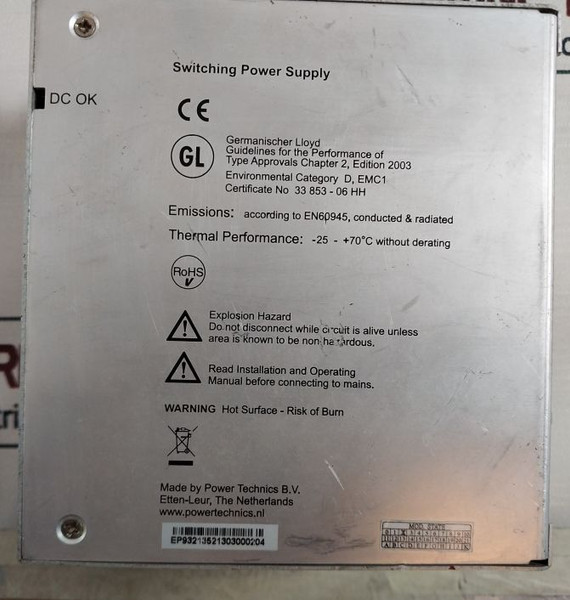 Switching Power Supply
DC OK
CE
GL
Germanischer Lloyd
Guidelines for the Performance of
Type Approvals Chapter 2, Edition 2003
Environmental Category D, EMC1
Certificate No 33 853 - 06 HH
Emissions: according to EN60945, conducted & radiated
Thermal Performance: -25 - +70°C without derating
RoHS
Explosion Hazard
Do not disconnect while circuit is alive unless
area is known to be non-hazardous.
Read Installation and Operating
Manual before connecting to mains.
WARNING Hot Surface - Risk of Burn
Made by Power Technics B.V.
Etten-Leur, The Netherlands
www.powertechnics.nl
EP93213521303000204
MOD. STATE